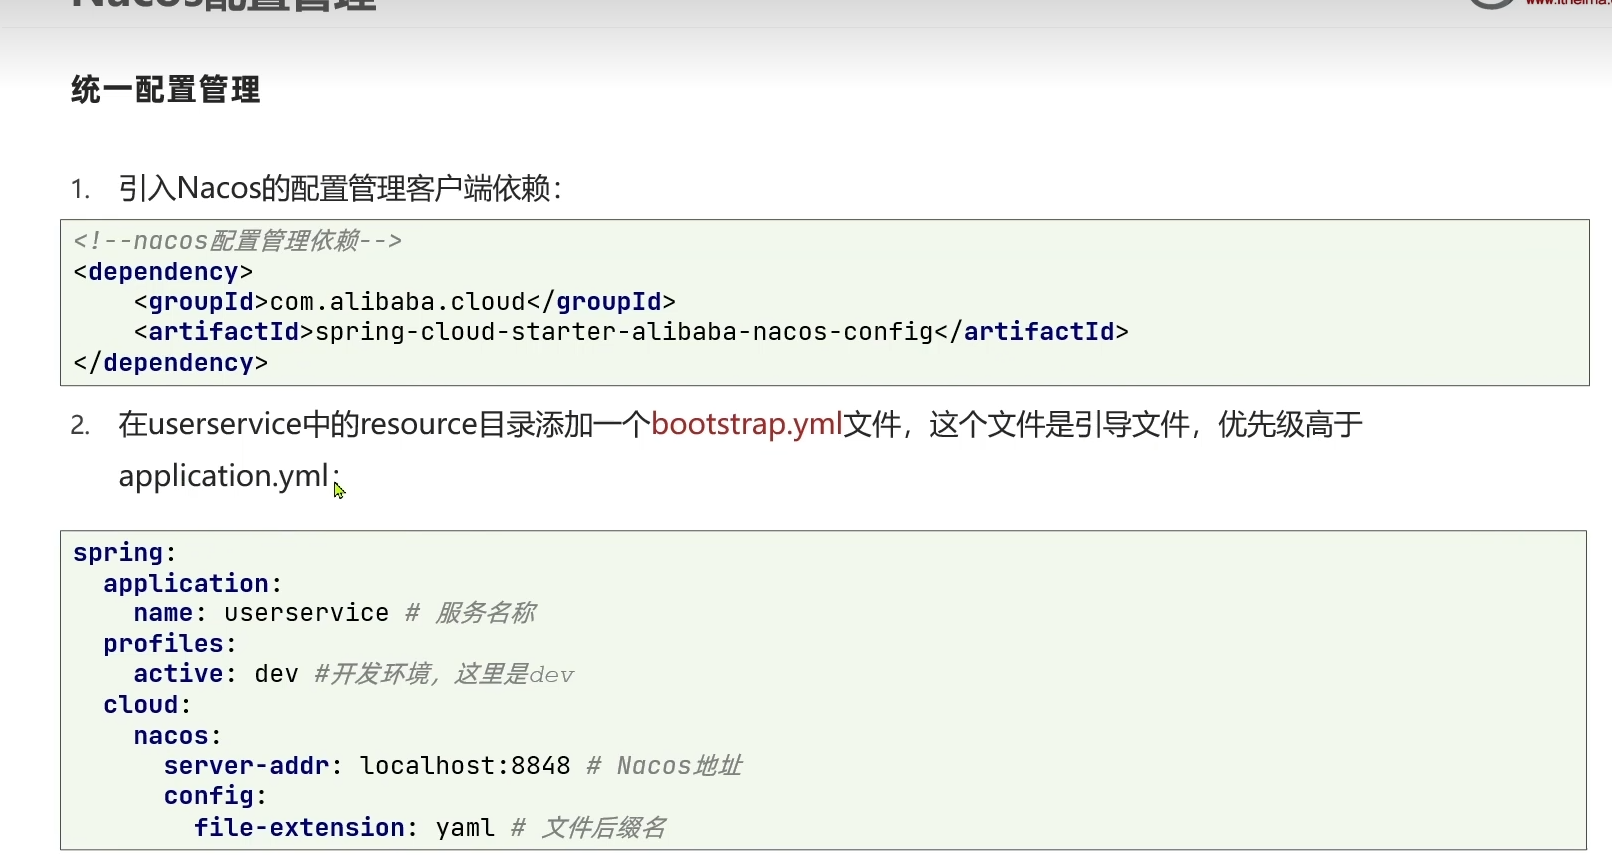 Nacos配置管理
www.itheima.
统一配置管理
1. 引入Nacos的配置管理客户端依赖：
<!--nacos配置管理依赖-->
<dependency>
    <groupId>com.alibaba.cloud</groupId>
    <artifactId>spring-cloud-starter-alibaba-nacos-config</artifactId>
</dependency>
2. 在userservice中的resource目录添加一个bootstrap.yml文件，这个文件是引导文件，优先级高于
application.yml：
spring:
  application:
    name: userservice # 服务名称
  profiles:
    active: dev #开发环境，这里是dev
  cloud:
    nacos:
      server-addr: localhost:8848 # Nacos地址
      config:
        file-extension: yaml # 文件后缀名